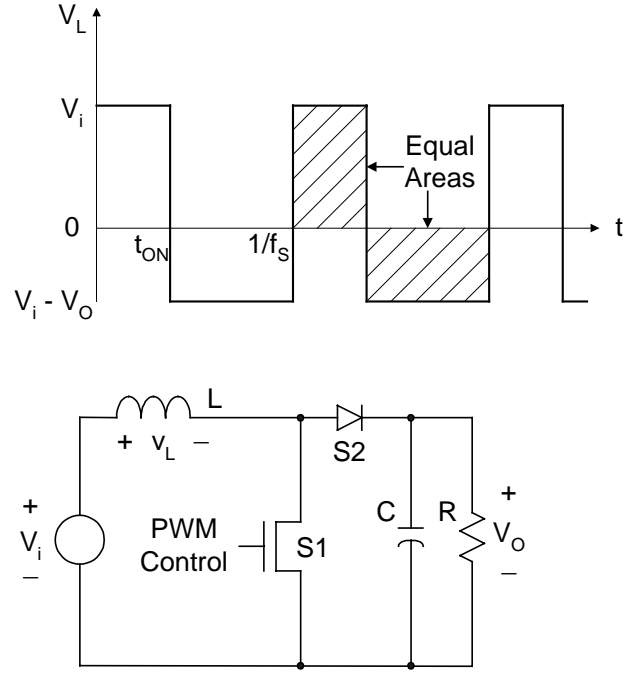 V_L
V_i
Equal
Areas
0
t_ON
1/f_S
t
V_i - V_O
L
+ v_L –
S2
+
V_i
–
PWM
Control
S1
C
R
+
V_O
–